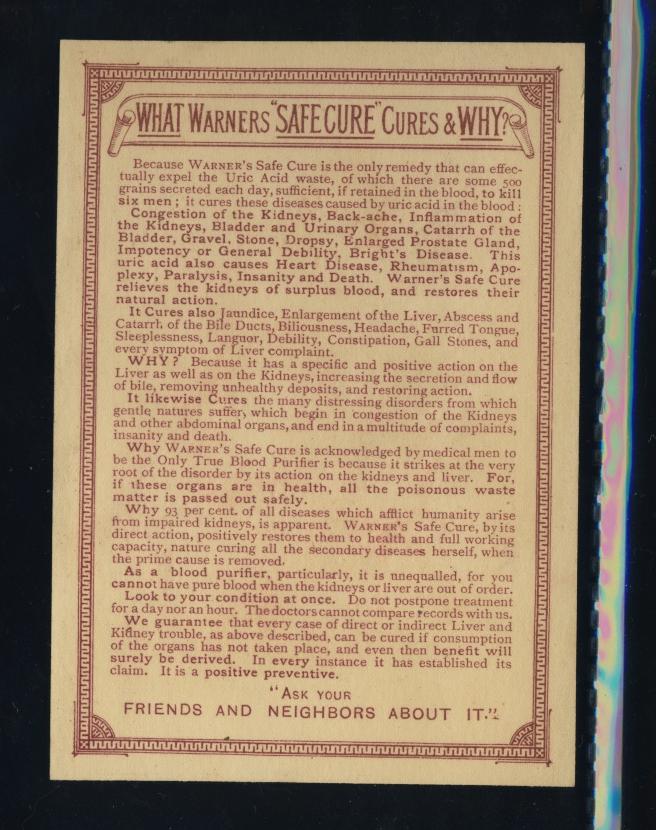 WHAT WARNERS "SAFE CURE" CURES & WHY?
Because WARNER's Safe Cure is the only remedy that can effec-
tually expel the Uric Acid waste, of which there are some 500
grains secreted each day, sufficient, if retained in the blood, to kill
six men; it cures these diseases caused by uric acid in the blood:
Congestion of the Kidneys, Back-ache, Inflammation of
the Kidneys, Bladder and Urinary Organs, Catarrh of the
Bladder, Gravel, Stone, Dropsy, Enlarged Prostate Gland,
Impotency or General Debility, Bright's Disease. This
uric acid also causes Heart Disease, Rheumatism, Apo-
plexy, Paralysis, Insanity and Death. Warner's Safe Cure
relieves the kidneys of surplus blood, and restores their
natural action.
It Cures also Jaundice, Enlargement of the Liver, Abscess and
Catarrh of the Bile Ducts, Biliousness, Headache, Furred Tongue,
Sleeplessness, Languor, Debility, Constipation, Gall Stones, and
every symptom of Liver complaint.
WHY? Because it has a specific and positive action on the
Liver as well as on the Kidneys, increasing the secretion and flow
of bile, removing unhealthy deposits, and restoring action.
It likewise Cures the many distressing disorders from which
gentle natures suffer, which begin in congestion of the Kidneys
and other abdominal organs, and end in a multitude of complaints,
insanity and death.
Why WARNER'S Safe Cure is acknowledged by medical men to
be the Only True Blood Purifier is because it strikes at the very
root of the disorder by its action on the kidneys and liver. For,
if these organs are in health, all the poisonous waste
matter is passed out safely.
Why 93 per cent. of all diseases which afflict humanity arise
from impaired kidneys, is apparent. WARNER'S Safe Cure, by its
direct action, positively restores them to health and full working
capacity, nature curing all the secondary diseases herself, when
the prime cause is removed.
As a blood purifier, particularly, it is unequalled, for you
cannot have pure blood when the kidneys or liver are out of order.
Look to your condition at once. Do not postpone treatment
for a day nor an hour. The doctors cannot compare records with us.
We guarantee that every case of direct or indirect Liver and
Kidney trouble, as above described, can be cured if consumption
of the organs has not taken place, and even then benefit will
surely be derived. In every instance it has established its
claim. It is a positive preventive.
"ASK YOUR
FRIENDS AND NEIGHBORS ABOUT IT."